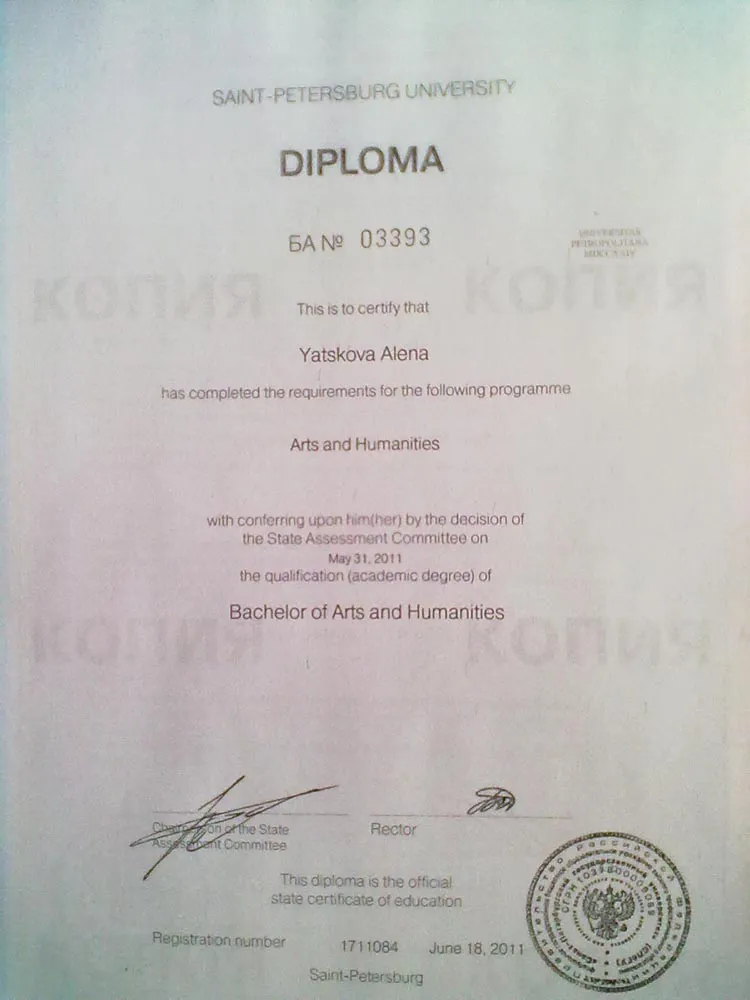 SAINT-PETERSBURG UNIVERSITY
DIPLOMA
БА № 03393
UNIVERSITAS
PETROPOLITANA
MDCCXXIV
КОПИЯ КОПИЯ
This is to certify that
Yatskova Alena
has completed the requirements for the following programme
Arts and Humanities
with conferring upon him(her) by the decision of
the State Assessment Committee on
May 31, 2011
the qualification (academic degree) of
Bachelor of Arts and Humanities
КОПИЯ КОПИЯ
Chairperson of the State
Assessment Committee
Rector
This diploma is the official
state certificate of education
Registration number 1711084 June 18, 2011
Saint-Petersburg